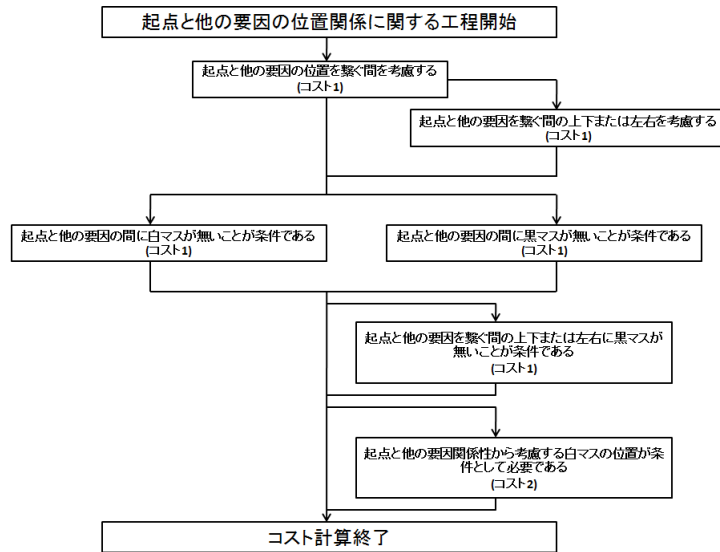 起点と他の要因の位置関係に関する工程開始
起点と他の要因の位置を繋ぐ間を考慮する
(コスト1)
起点と他の要因を繋ぐ間の上下または左右を考慮する
(コスト1)
起点と他の要因の間に白マスが無いことが条件である
(コスト1)
起点と他の要因の間に黒マスが無いことが条件である
(コスト1)
起点と他の要因を繋ぐ間の上下または左右に黒マスが
無いことが条件である
(コスト1)
起点と他の要因関係性から考慮する白マスの位置が条
件として必要である
(コスト2)
コスト計算終了